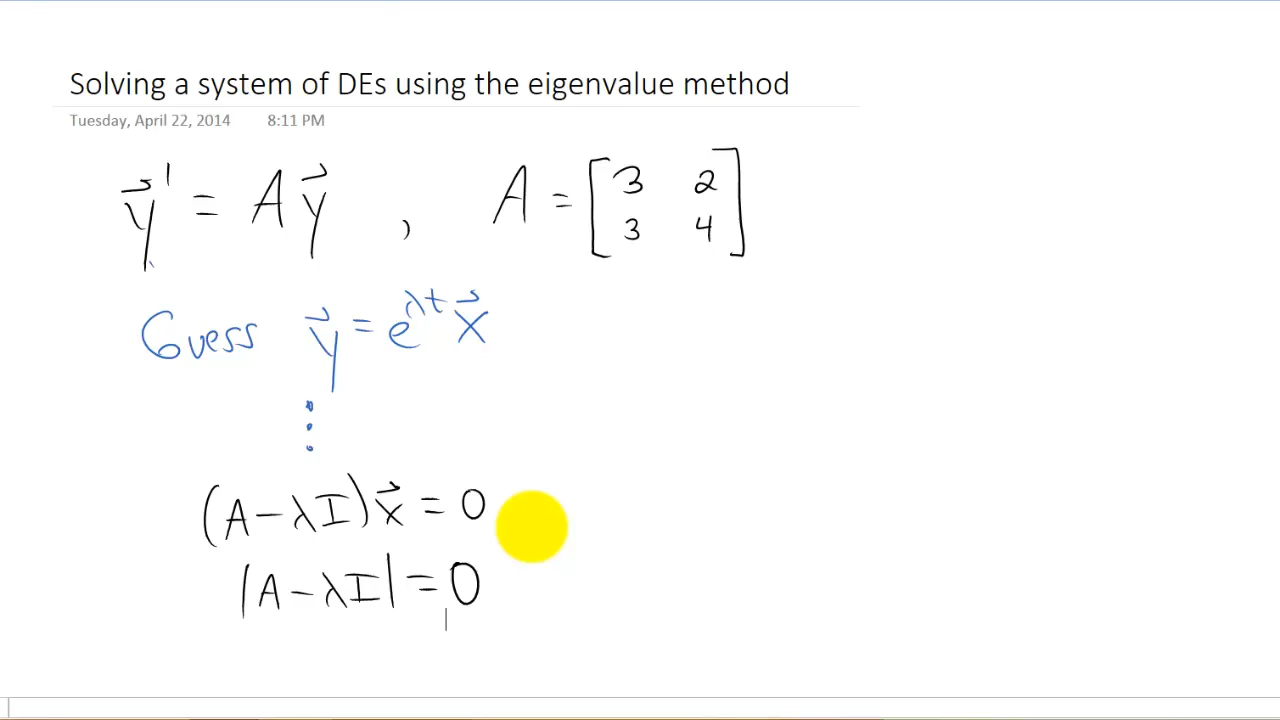 Solving a system of DEs using the eigenvalue method
Tuesday, April 22, 2014 8:11 PM
y⃗' = A y⃗ , A = [3 2
3 4]
Guess y⃗ = e^{λt} x⃗
⋮
(A − λI) x⃗ = 0
|A − λI| = 0